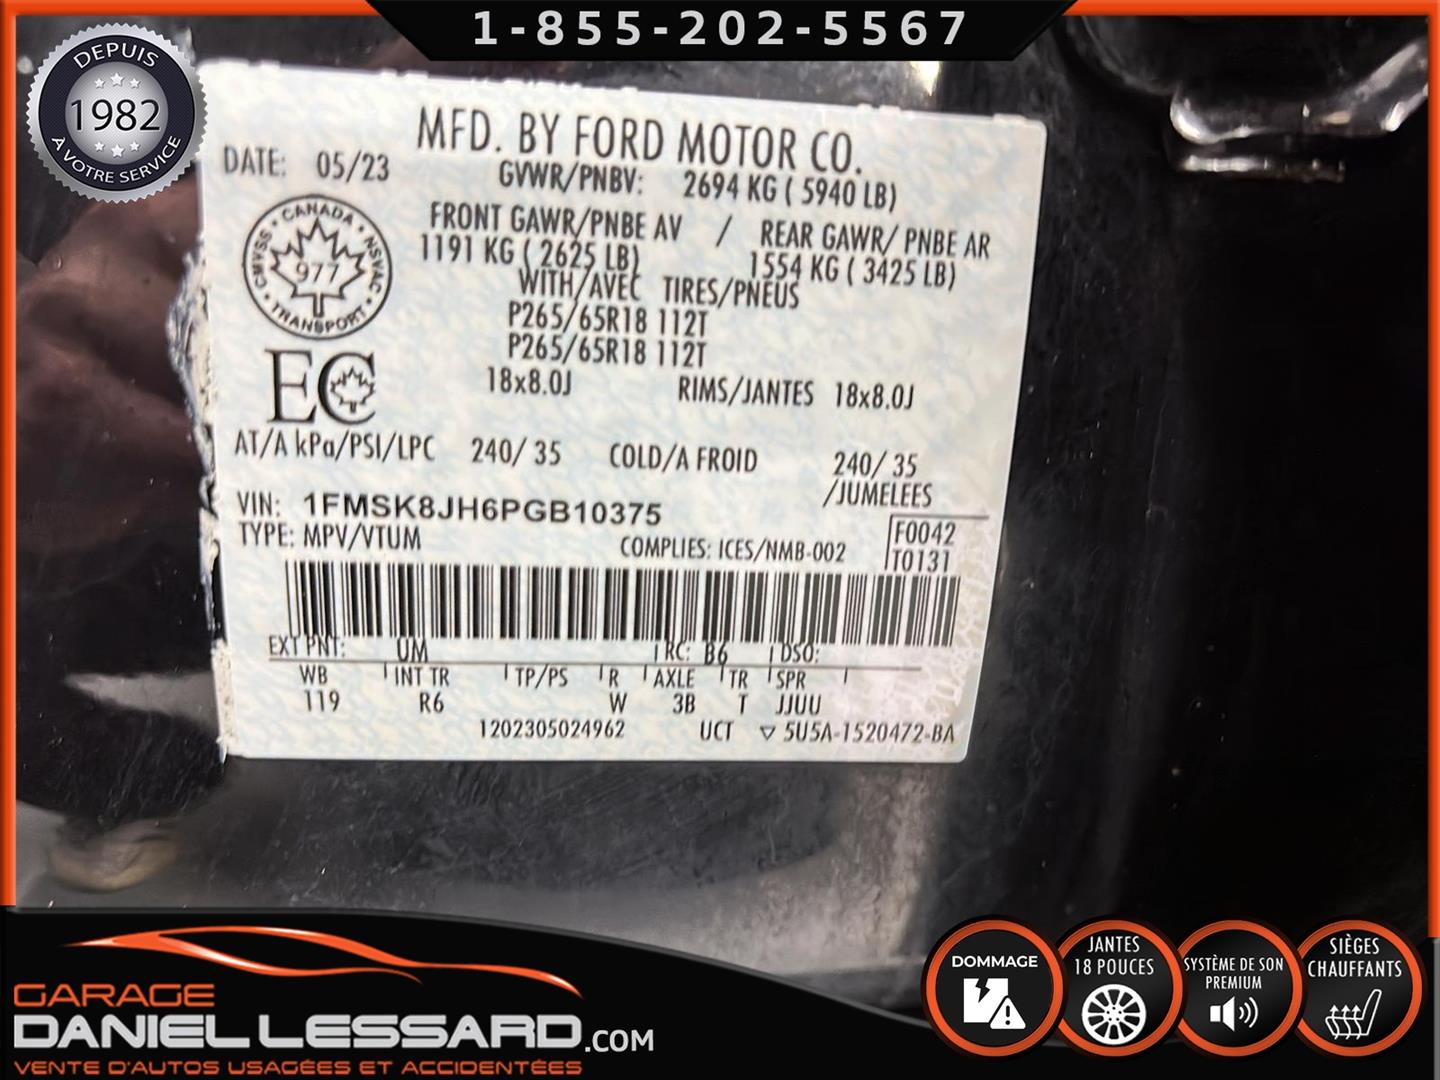 1-855-202-5567
DEPUIS
1982
À VOTRE SERVICE
MFD. BY FORD MOTOR CO.
DATE: 05/23
GVWR/PNBV: 2694 KG ( 5940 LB)
FRONT GAWR/PNBE AV / REAR GAWR/ PNBE AR
1191 KG ( 2625 LB) 1554 KG ( 3425 LB)
WITH/AVEC TIRES/PNEUS
P265/65R18 112T
P265/65R18 112T
CANADA
CMVSS · NSVAC
977
TRANSPORT
EC
18x8.0J RIMS/JANTES 18x8.0J
AT/A kPa/PSI/LPC 240/ 35 COLD/A FROID 240/ 35
/JUMELEES
VIN: 1FMSK8JH6PGB10375
TYPE: MPV/VTUM
COMPLIES: ICES/NMB-002
F0042
T0131
EXT PNT: UM RC: B6 DSO:
WB INT TR TP/PS R AXLE TR SPR
119 R6 W 3B T JJUU
1202305024962 UCT ▽ 5U5A-1520472-BA
GARAGE
DANIEL LESSARD.COM
VENTE D'AUTOS USAGÉES ET ACCIDENTÉES
DOMMAGE
JANTES
18 POUCES
SYSTÈME DE SON
PREMIUM
SIÈGES
CHAUFFANTS